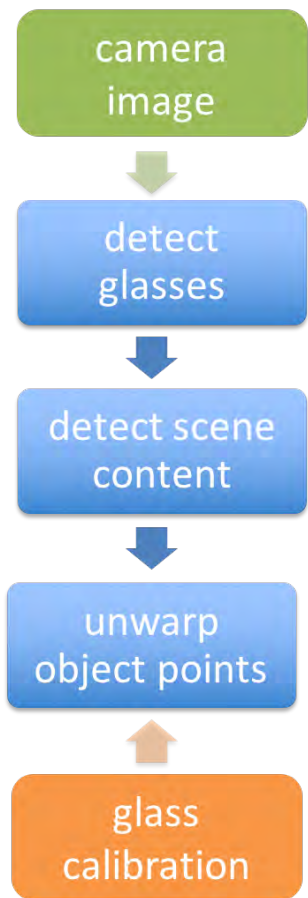 camera
image
detect
glasses
detect scene
content
unwarp
object points
glass
calibration